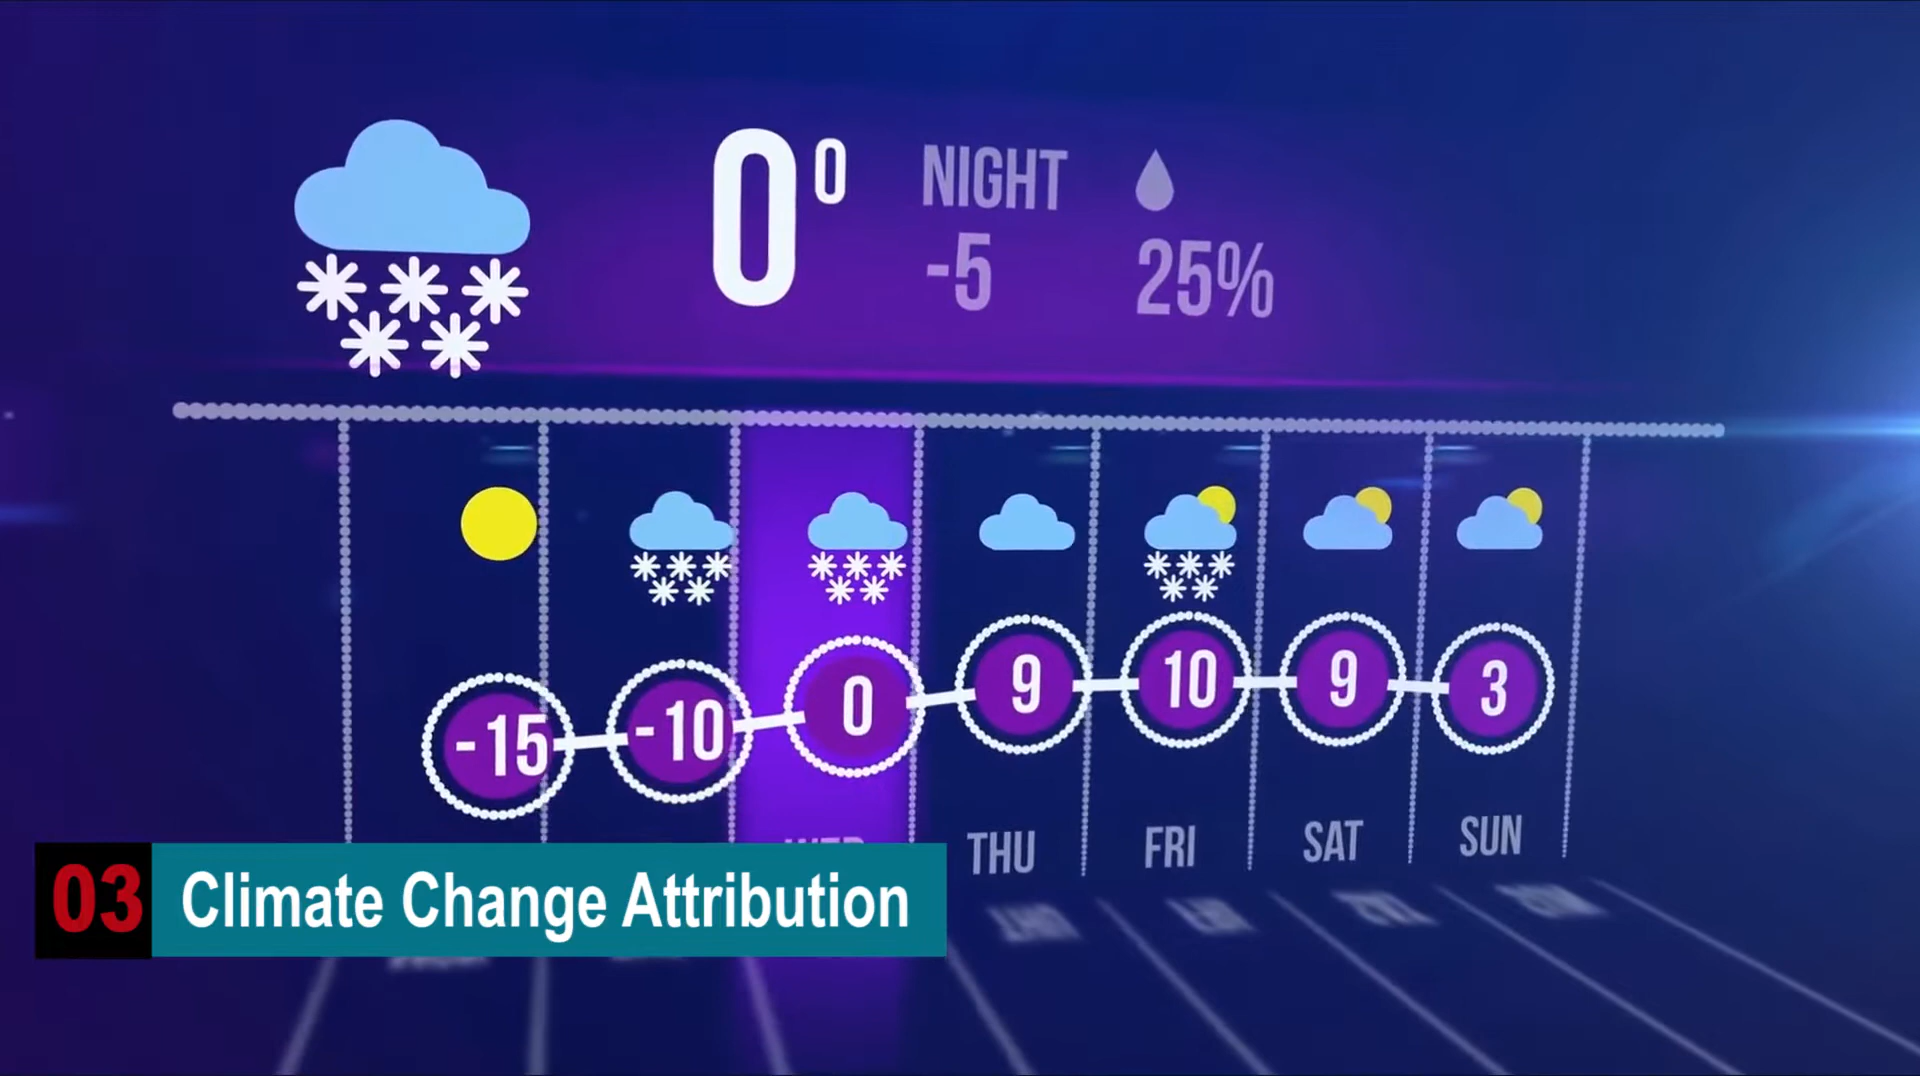 0°
NIGHT
-5
25%
-15 -10 0 9 10 9 3
WED THU FRI SAT SUN
03 Climate Change Attribution